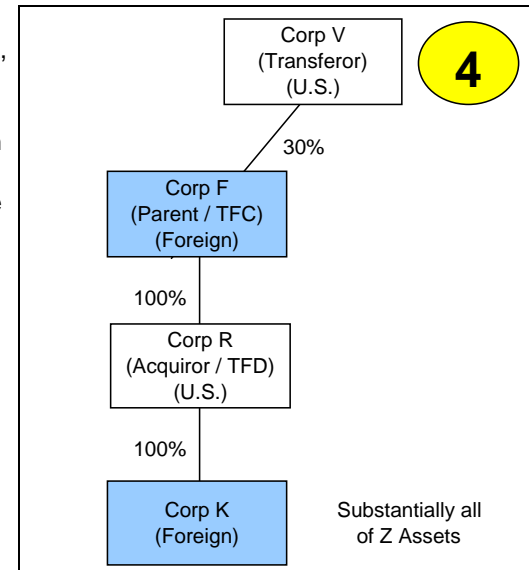 Corp V
(Transferor)
(U.S.)
4
30%
Corp F
(Parent / TFC)
(Foreign)
100%
Corp R
(Acquiror / TFD)
(U.S.)
100%
Corp K
(Foreign)
Substantially all
of Z Assets